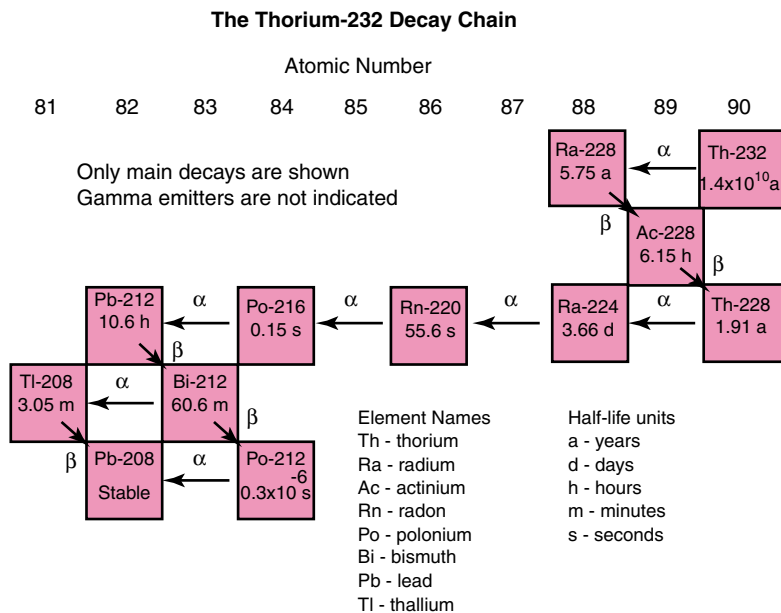 The Thorium-232 Decay Chain
Atomic Number
81 82 83 84 85 86 87 88 89 90
Only main decays are shown
Gamma emitters are not indicated
Ra-228
5.75 a
α
Th-232
1.4x10^10 a
β
Ac-228
6.15 h
β
Pb-212
10.6 h
α
Po-216
0.15 s
α
Rn-220
55.6 s
α
Ra-224
3.66 d
α
Th-228
1.91 a
β
Tl-208
3.05 m
α
Bi-212
60.6 m
β
β
Pb-208
Stable
α
Po-212
0.3x10^-6 s
Element Names
Th - thorium
Ra - radium
Ac - actinium
Rn - radon
Po - polonium
Bi - bismuth
Pb - lead
Tl - thallium
Half-life units
a - years
d - days
h - hours
m - minutes
s - seconds